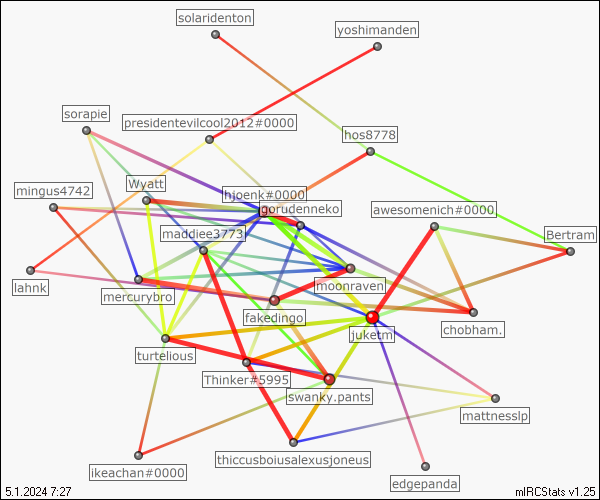 solaridenton
yoshimanden
sorapie
presidentevilcool2012#0000
hos8778
mingus4742
Wyatt
hjoenk#0000
gorudenneko
awesomenich#0000
maddiee3773
Bertram
lahnk
mercurybro
moonraven
fakedingo
juketm
chobham.
turtelious
Thinker#5995
swanky.pants
mattnesslp
thiccusboiusalexusjoneus
ikeachan#0000
edgepanda
5.1.2024 7:27
mIRCStats v1.25